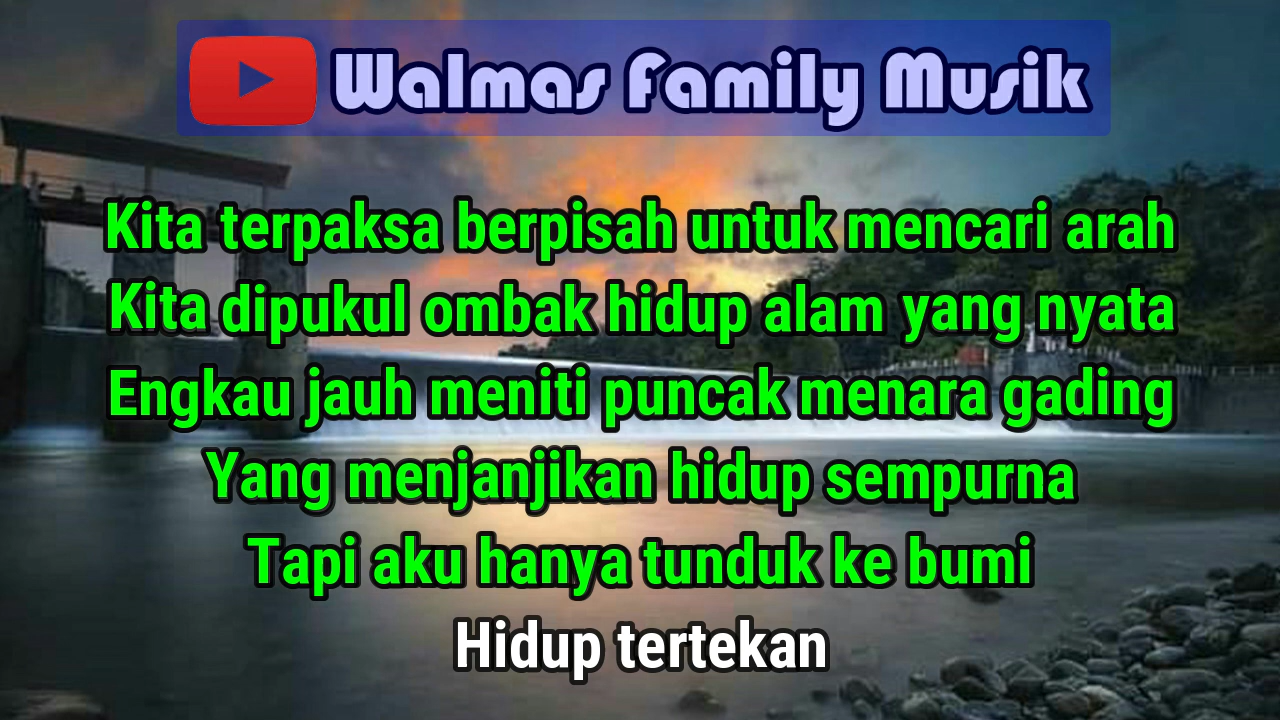 Walmas Family Musik
Kita terpaksa berpisah untuk mencari arah
Kita dipukul ombak hidup alam yang nyata
Engkau jauh meniti puncak menara gading
Yang menjanjikan hidup sempurna
Tapi aku hanya tunduk ke bumi
Hidup tertekan